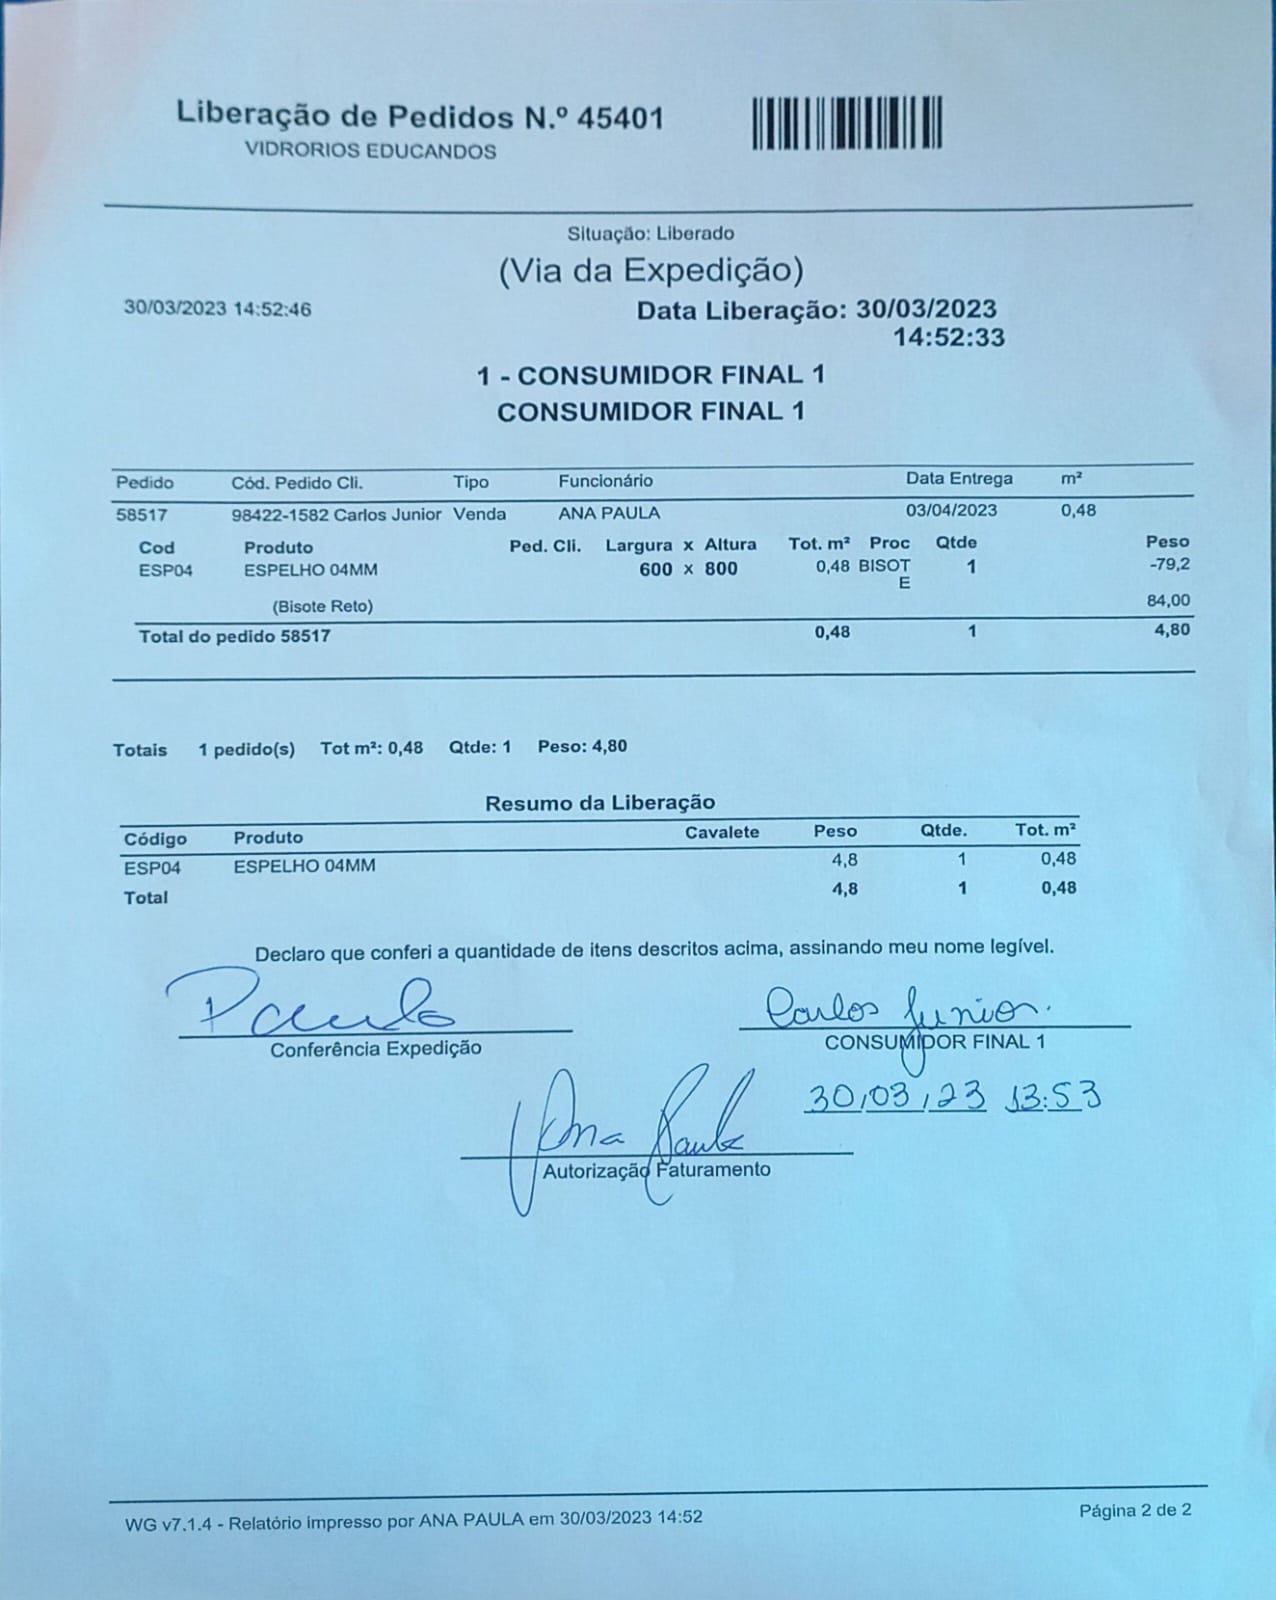 Liberação de Pedidos N.º 45401
VIDRORIOS EDUCANDOS
Situação: Liberado
(Via da Expedição)
30/03/2023 14:52:46 Data Liberação: 30/03/2023
14:52:33
1 - CONSUMIDOR FINAL 1
CONSUMIDOR FINAL 1
Pedido Cód. Pedido Cli. Tipo Funcionário Data Entrega m²
58517 98422-1582 Carlos Junior Venda ANA PAULA 03/04/2023 0,48
Cod Produto Ped. Cli. Largura x Altura Tot. m² Proc Qtde Peso
ESP04 ESPELHO 04MM 600 x 800 0,48 BISOT 1 -79,2
E
(Bisote Reto) 84,00
Total do pedido 58517 0,48 1 4,80
Totais 1 pedido(s) Tot m²: 0,48 Qtde: 1 Peso: 4,80
Resumo da Liberação
Código Produto Cavalete Peso Qtde. Tot. m²
ESP04 ESPELHO 04MM 4,8 1 0,48
Total 4,8 1 0,48
Declaro que conferi a quantidade de itens descritos acima, assinando meu nome legível.
Paulo Carlos Junior.
Conferência Expedição CONSUMIDOR FINAL 1
30,03,23 13:53
Ana Paula
Autorização Faturamento
WG v7.1.4 - Relatório impresso por ANA PAULA em 30/03/2023 14:52 Página 2 de 2